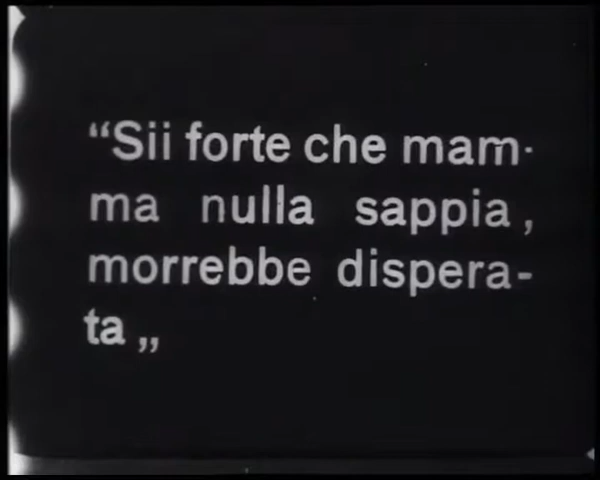 “Sii forte che mam-
ma nulla sappia,
morrebbe dispera-
ta„